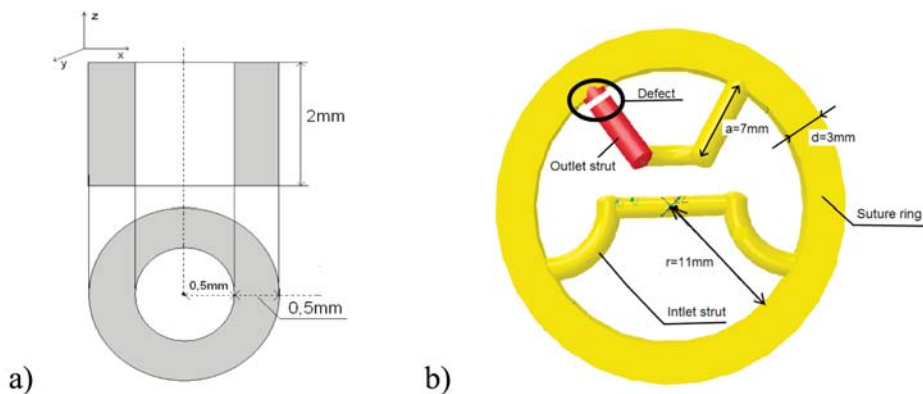 z
x
y
2mm
0,5mm
0,5mm
a)
Defect
a=7mm
d=3mm
Outlet strut
Suture ring
r=11mm
Intlet strut
b)